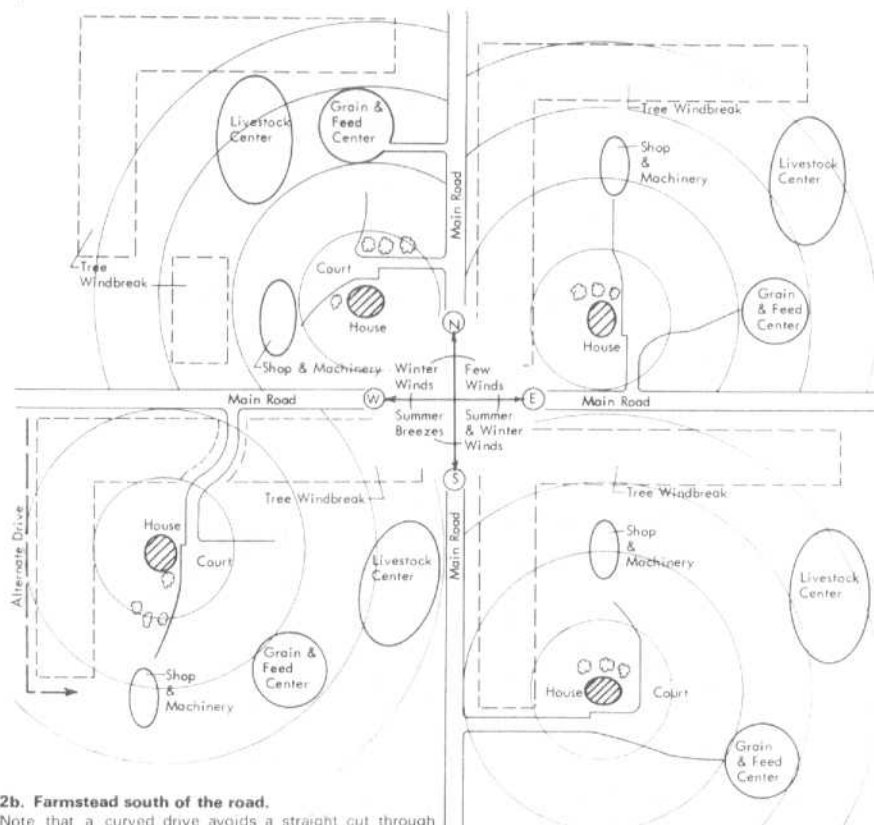 Livestock
Center
Grain &
Feed
Center
Main Road
Tree
Windbreak
Court
House
Shop & Machinery
Tree Windbreak
Shop
&
Machinery
Livestock
Center
Grain
& Feed
Center
House
N
Winter
Winds
Few
Winds
Main Road
W
E
Main Road
Summer
Breezes
Summer
& Winter
Winds
S
Alternate Drive
Tree Windbreak
House
Court
Livestock
Center
Grain &
Feed
Center
Shop
&
Machinery
Main Road
Tree Windbreak
Shop
&
Machinery
Livestock
Center
House
Court
Grain
& Feed
Center
2b. Farmstead south of the road.
Note that a curved drive avoids a straight cut through